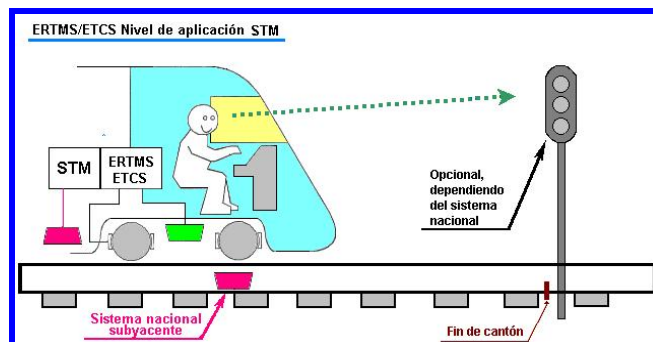 ERTMS/ETCS Nivel de aplicación STM
STM
ERTMS
ETCS
Opcional,
dependiendo
del sistema
nacional
Sistema nacional
subyacente
Fin de cantón